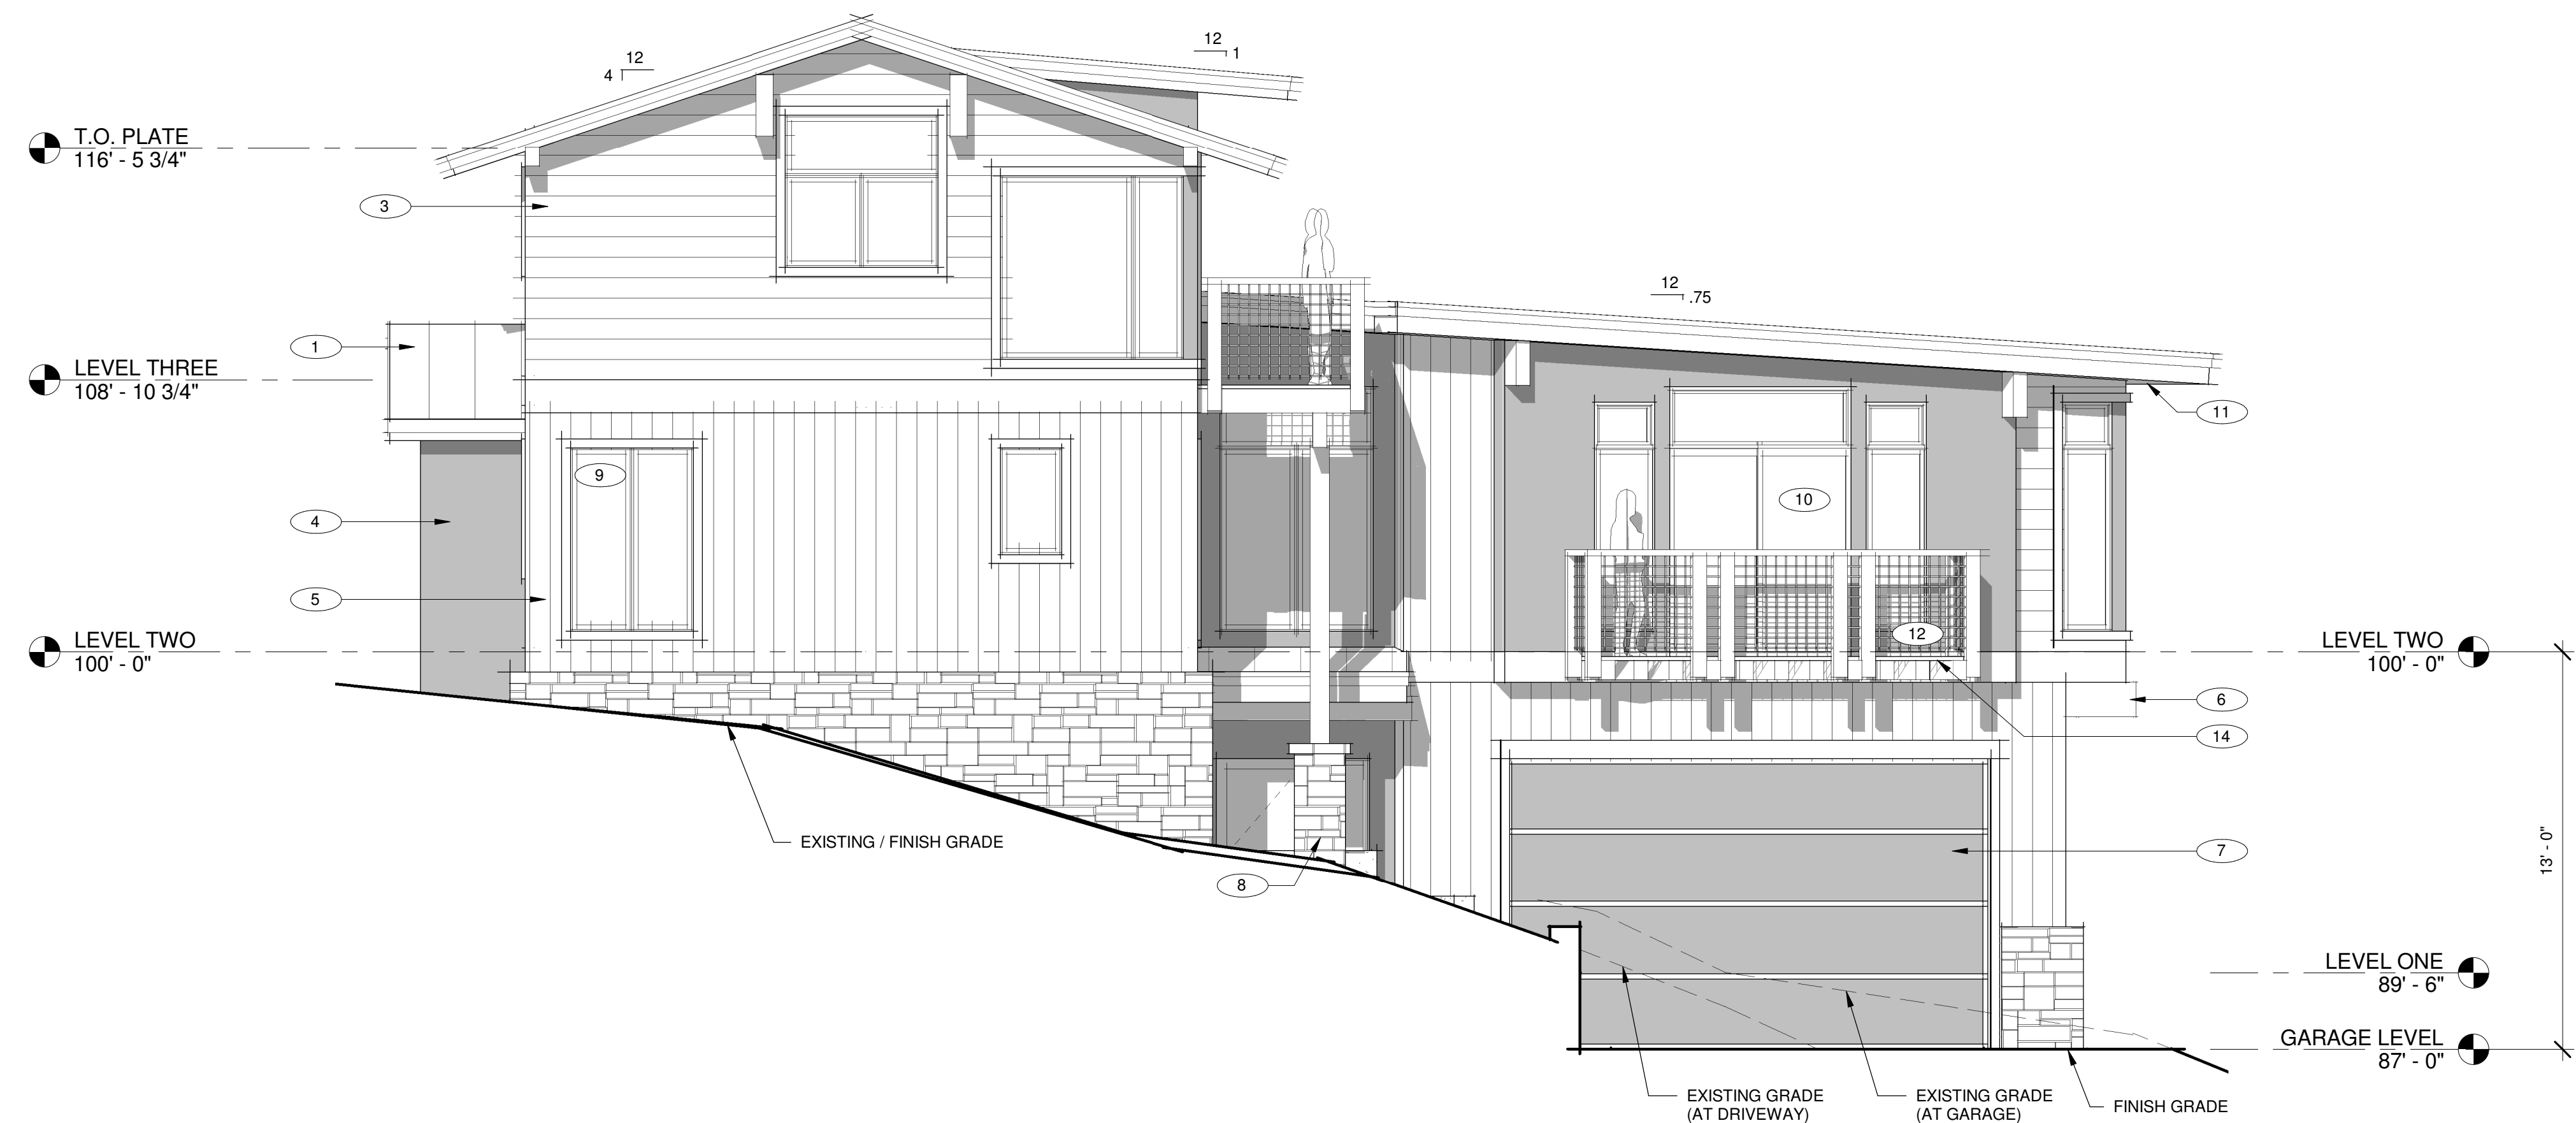 12
4
12
1
T.O. PLATE
116' - 5 3/4"
3
12
.75
1
LEVEL THREE
108' - 10 3/4"
11
9
10
4
5
12
LEVEL TWO
100' - 0"
LEVEL TWO
100' - 0"
6
14
EXISTING / FINISH GRADE
7
13' - 0"
8
LEVEL ONE
89' - 6"
GARAGE LEVEL
87' - 0"
EXISTING GRADE
(AT DRIVEWAY)
EXISTING GRADE
(AT GARAGE)
FINISH GRADE